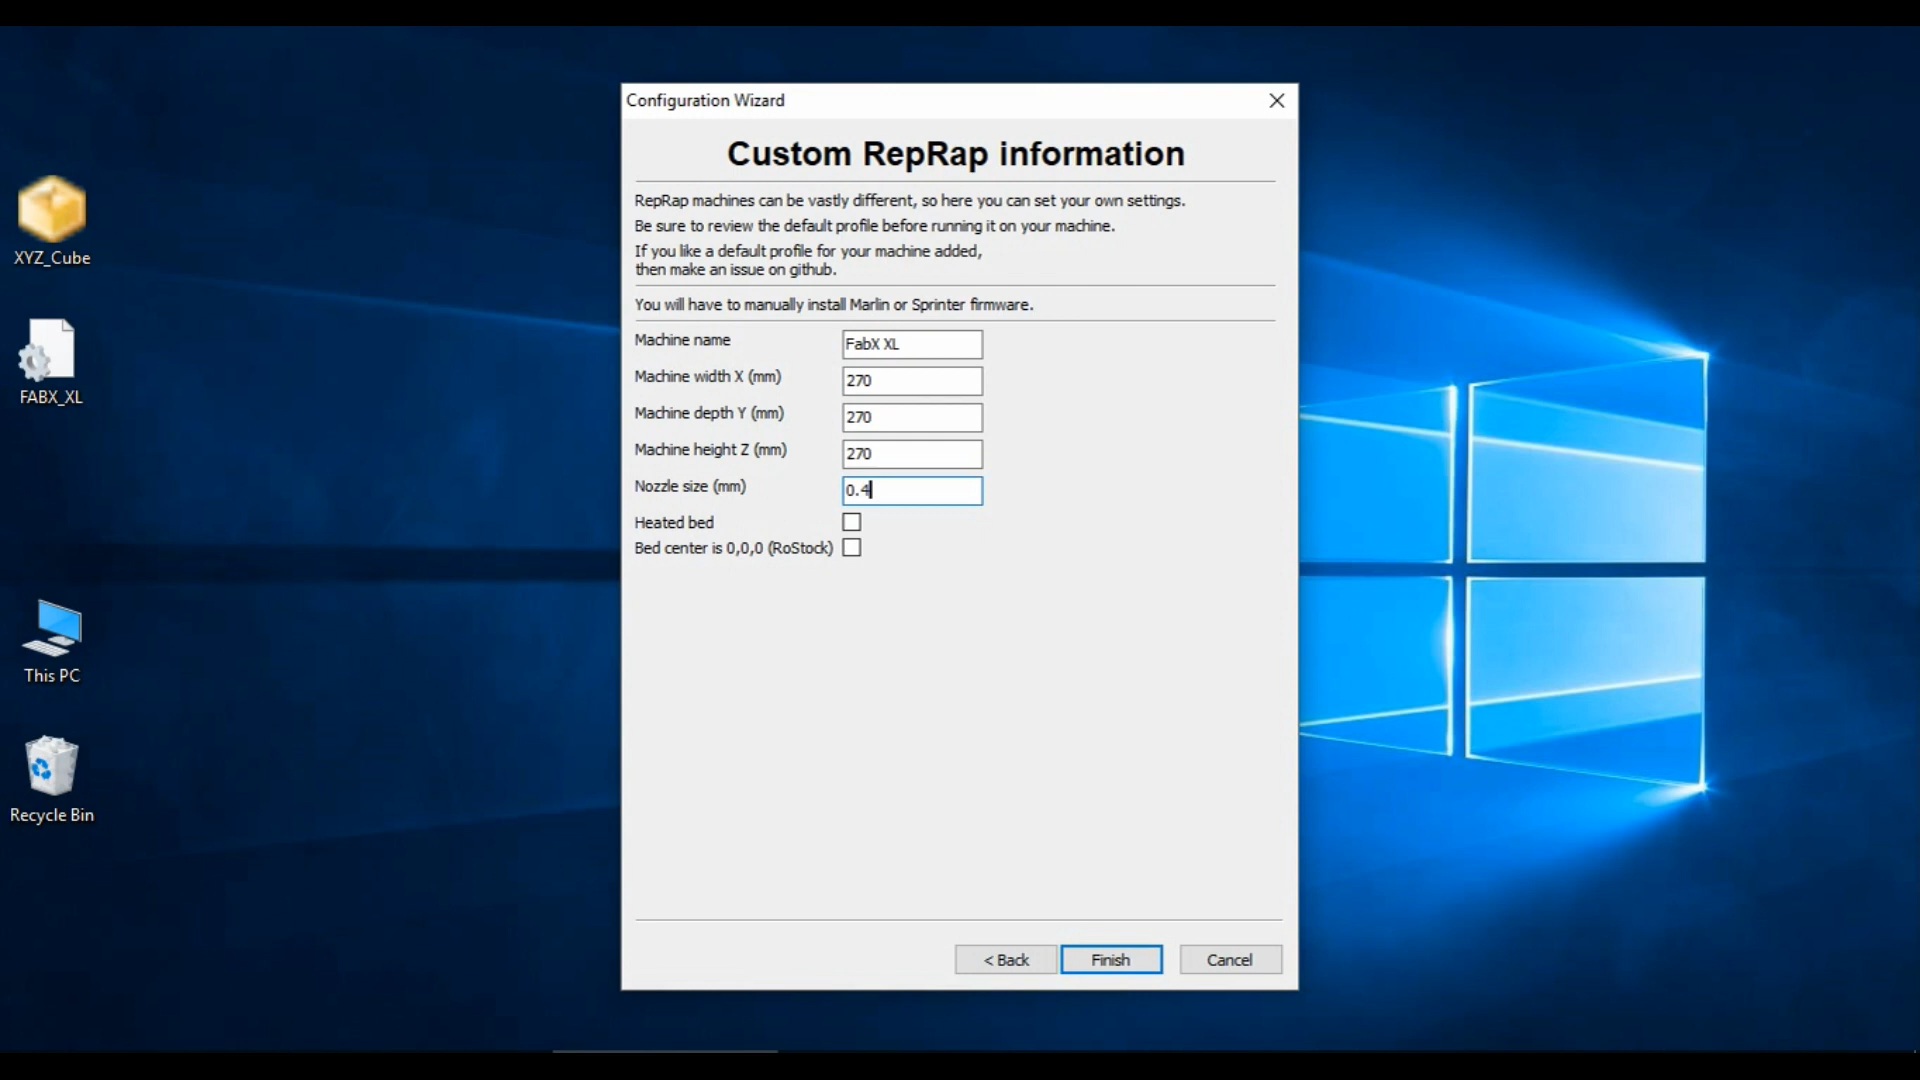 Configuration Wizard
Custom RepRap information
RepRap machines can be vastly different, so here you can set your own settings.
Be sure to review the default profile before running it on your machine.
If you like a default profile for your machine added,
then make an issue on github.
You will have to manually install Marlin or Sprinter firmware.
Machine name FabX XL
Machine width X (mm) 270
Machine depth Y (mm) 270
Machine height Z (mm) 270
Nozzle size (mm) 0.4
Heated bed
Bed center is 0,0,0 (RoStock)
< Back Finish Cancel
XYZ_Cube
FABX_XL
This PC
Recycle Bin